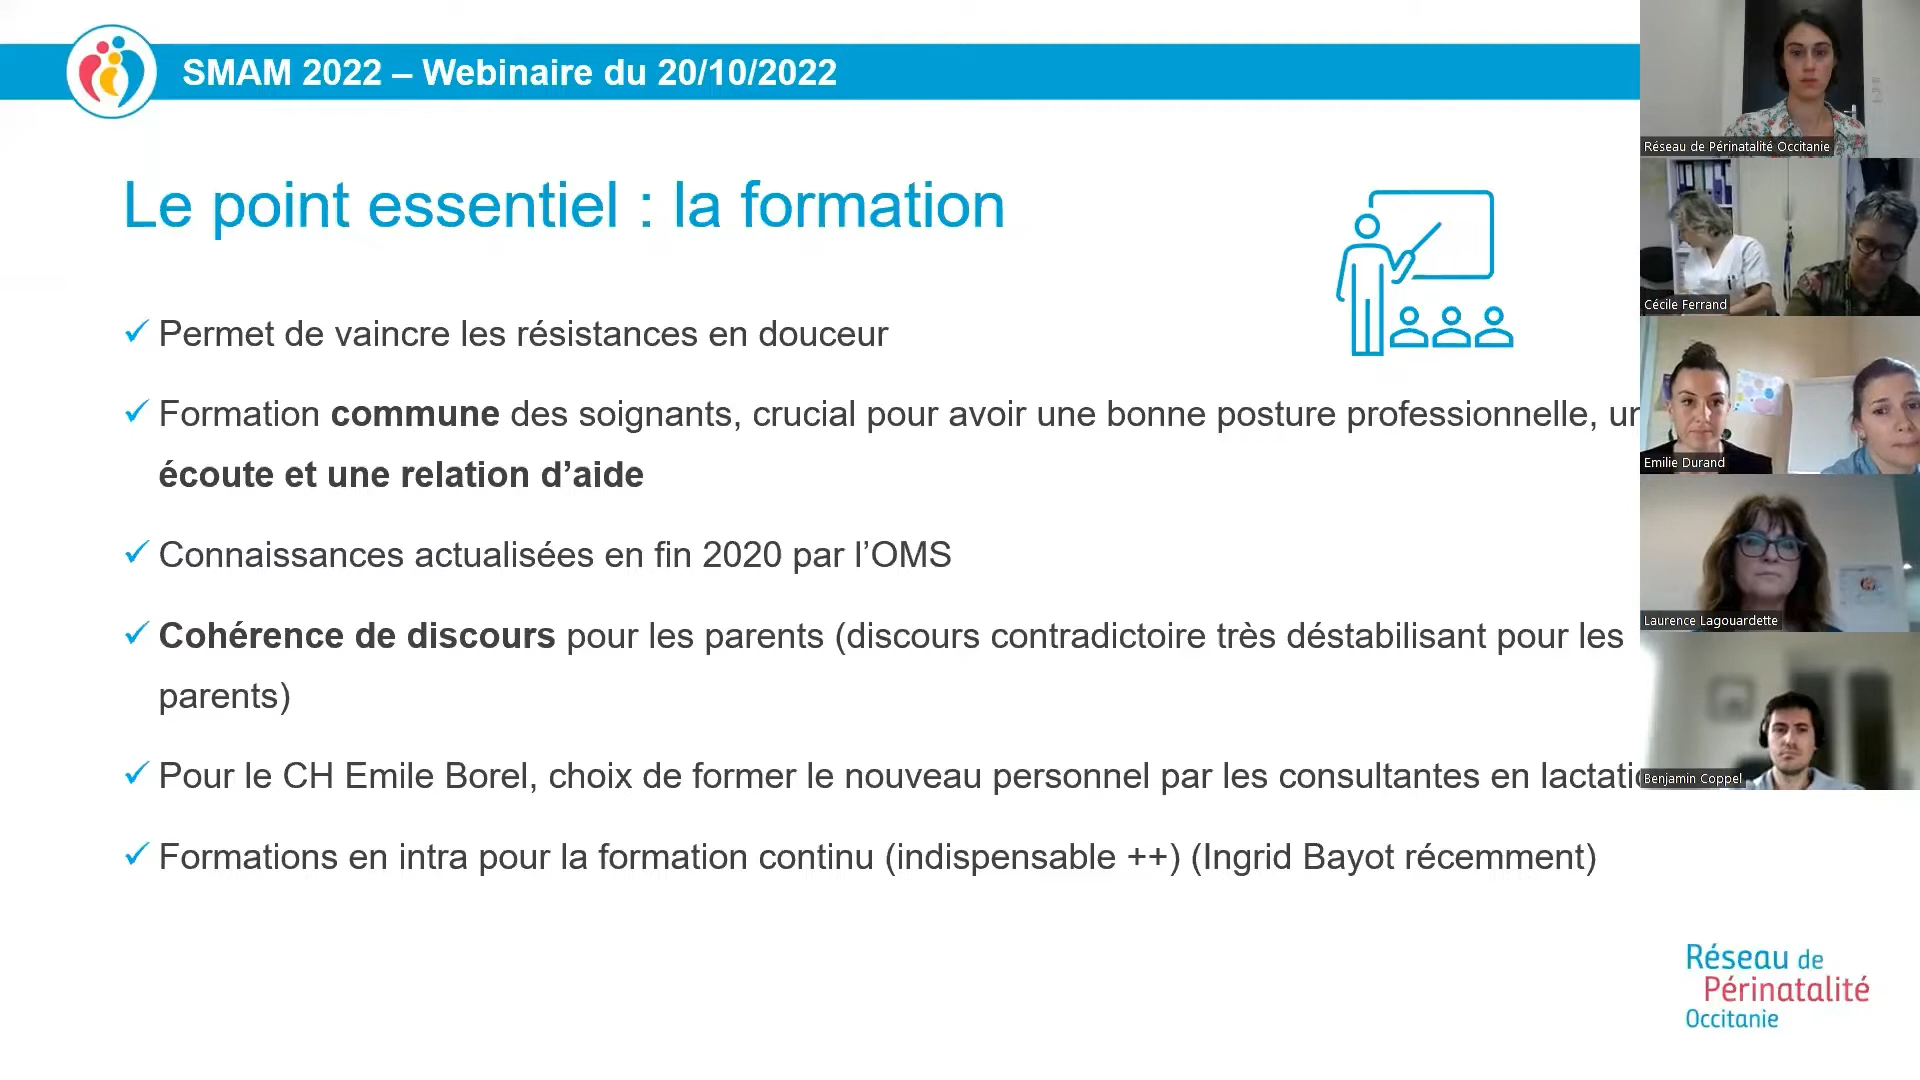 SMAM 2022 – Webinaire du 20/10/2022
Le point essentiel : la formation
✓ Permet de vaincre les résistances en douceur
✓ Formation commune des soignants, crucial pour avoir une bonne posture professionnelle,
écoute et une relation d’aide
✓ Connaissances actualisées en fin 2020 par l’OMS
✓ Cohérence de discours pour les parents (discours contradictoire très déstabilisant pour les
parents)
✓ Pour le CH Emile Borel, choix de former le nouveau personnel par les consultantes en
✓ Formations en intra pour la formation continu (indispensable ++) (Ingrid Bayot récemment)
Réseau de Périnatalité Occitanie
Cécile Ferrand
Emilie Durand
Laurence Lagouardette
Benjamin Coppel
Réseau de
Périnatalité
Occitanie